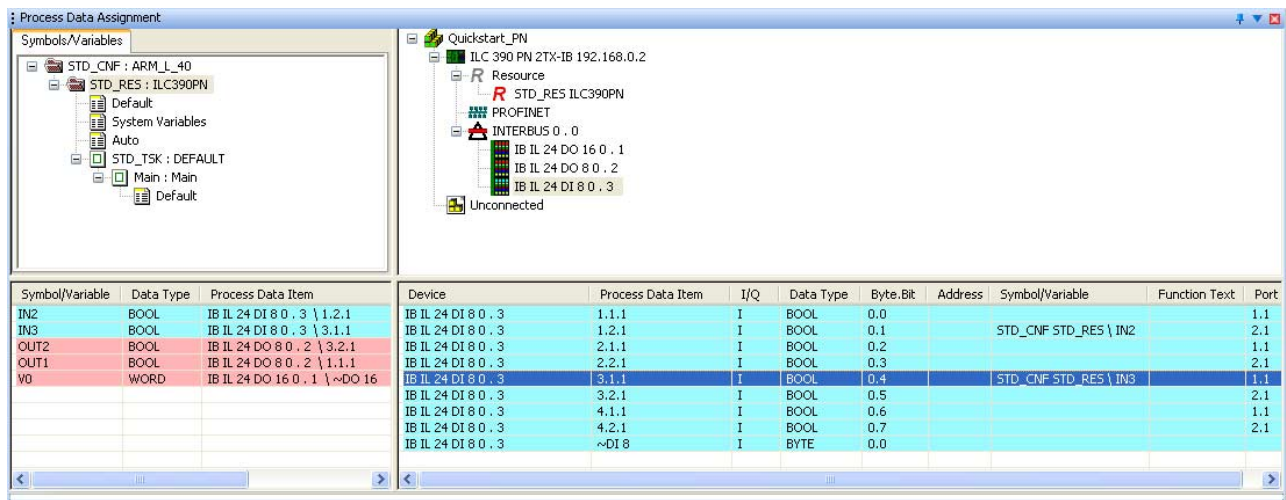 Process Data Assignment
Symbols/Variables
STD_CNF : ARM_L_40
STD_RES : ILC390PN
Default
System Variables
Auto
STD_TSK : DEFAULT
Main : Main
Default
Quickstart_PN
ILC 390 PN 2TX-IB 192.168.0.2
R Resource
R STD_RES ILC390PN
PROFINET
INTERBUS 0 . 0
IB IL 24 DO 16 0 . 1
IB IL 24 DO 8 0 . 2
IB IL 24 DI 8 0 . 3
Unconnected
Symbol/Variable Data Type Process Data Item
IN2 BOOL IB IL 24 DI 8 0 . 3 \ 1.2.1
IN3 BOOL IB IL 24 DI 8 0 . 3 \ 3.1.1
OUT2 BOOL IB IL 24 DO 8 0 . 2 \ 3.2.1
OUT1 BOOL IB IL 24 DO 8 0 . 2 \ 1.1.1
V0 WORD IB IL 24 DO 16 0 . 1 \ ~DO 16
Device Process Data Item I/Q Data Type Byte.Bit Address Symbol/Variable Function Text Port
IB IL 24 DI 8 0 . 3 1.1.1 I BOOL 0.0 1.1
IB IL 24 DI 8 0 . 3 1.2.1 I BOOL 0.1 STD_CNF STD_RES \ IN2 2.1
IB IL 24 DI 8 0 . 3 2.1.1 I BOOL 0.2 1.1
IB IL 24 DI 8 0 . 3 2.2.1 I BOOL 0.3 2.1
IB IL 24 DI 8 0 . 3 3.1.1 I BOOL 0.4 STD_CNF STD_RES \ IN3 1.1
IB IL 24 DI 8 0 . 3 3.2.1 I BOOL 0.5 2.1
IB IL 24 DI 8 0 . 3 4.1.1 I BOOL 0.6 1.1
IB IL 24 DI 8 0 . 3 4.2.1 I BOOL 0.7 2.1
IB IL 24 DI 8 0 . 3 ~DI 8 I BYTE 0.0